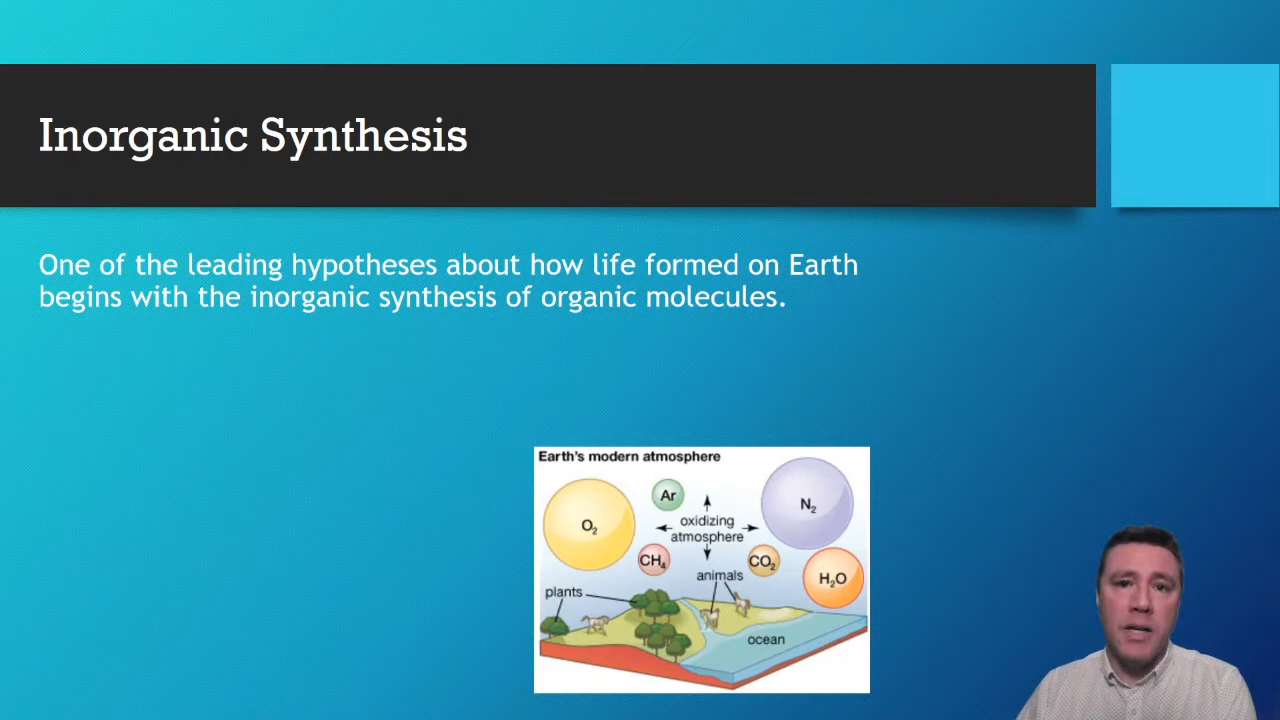 Inorganic Synthesis
One of the leading hypotheses about how life formed on Earth
begins with the inorganic synthesis of organic molecules.
Earth's modern atmosphere
Ar
O₂
N₂
oxidizing
atmosphere
CH₄
CO₂
H₂O
animals
plants
ocean